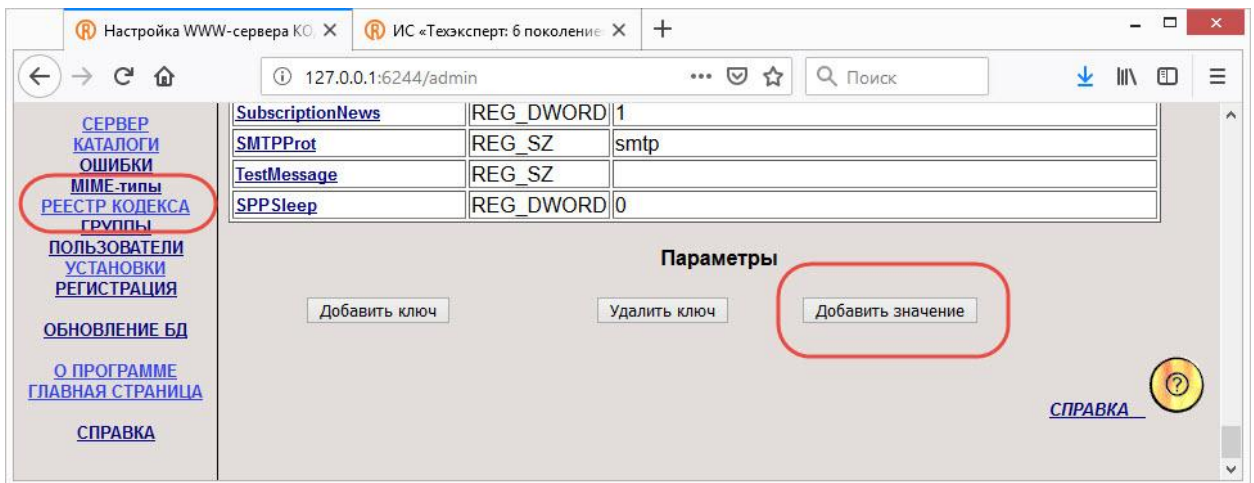 Настройка WWW-сервера КО
ИС «Техэксперт: 6 поколение
127.0.0.1:6244/admin
Поиск
СЕРВЕР
КАТАЛОГИ
ОШИБКИ
MIME-типы
РЕЕСТР КОДЕКСА
ГРУППЫ
ПОЛЬЗОВАТЕЛИ
УСТАНОВКИ
РЕГИСТРАЦИЯ
ОБНОВЛЕНИЕ БД
О ПРОГРАММЕ
ГЛАВНАЯ СТРАНИЦА
СПРАВКА
SubscriptionNews REG_DWORD 1
SMTPProt REG_SZ smtp
TestMessage REG_SZ
SPPSleep REG_DWORD 0
Параметры
Добавить ключ Удалить ключ Добавить значение
СПРАВКА